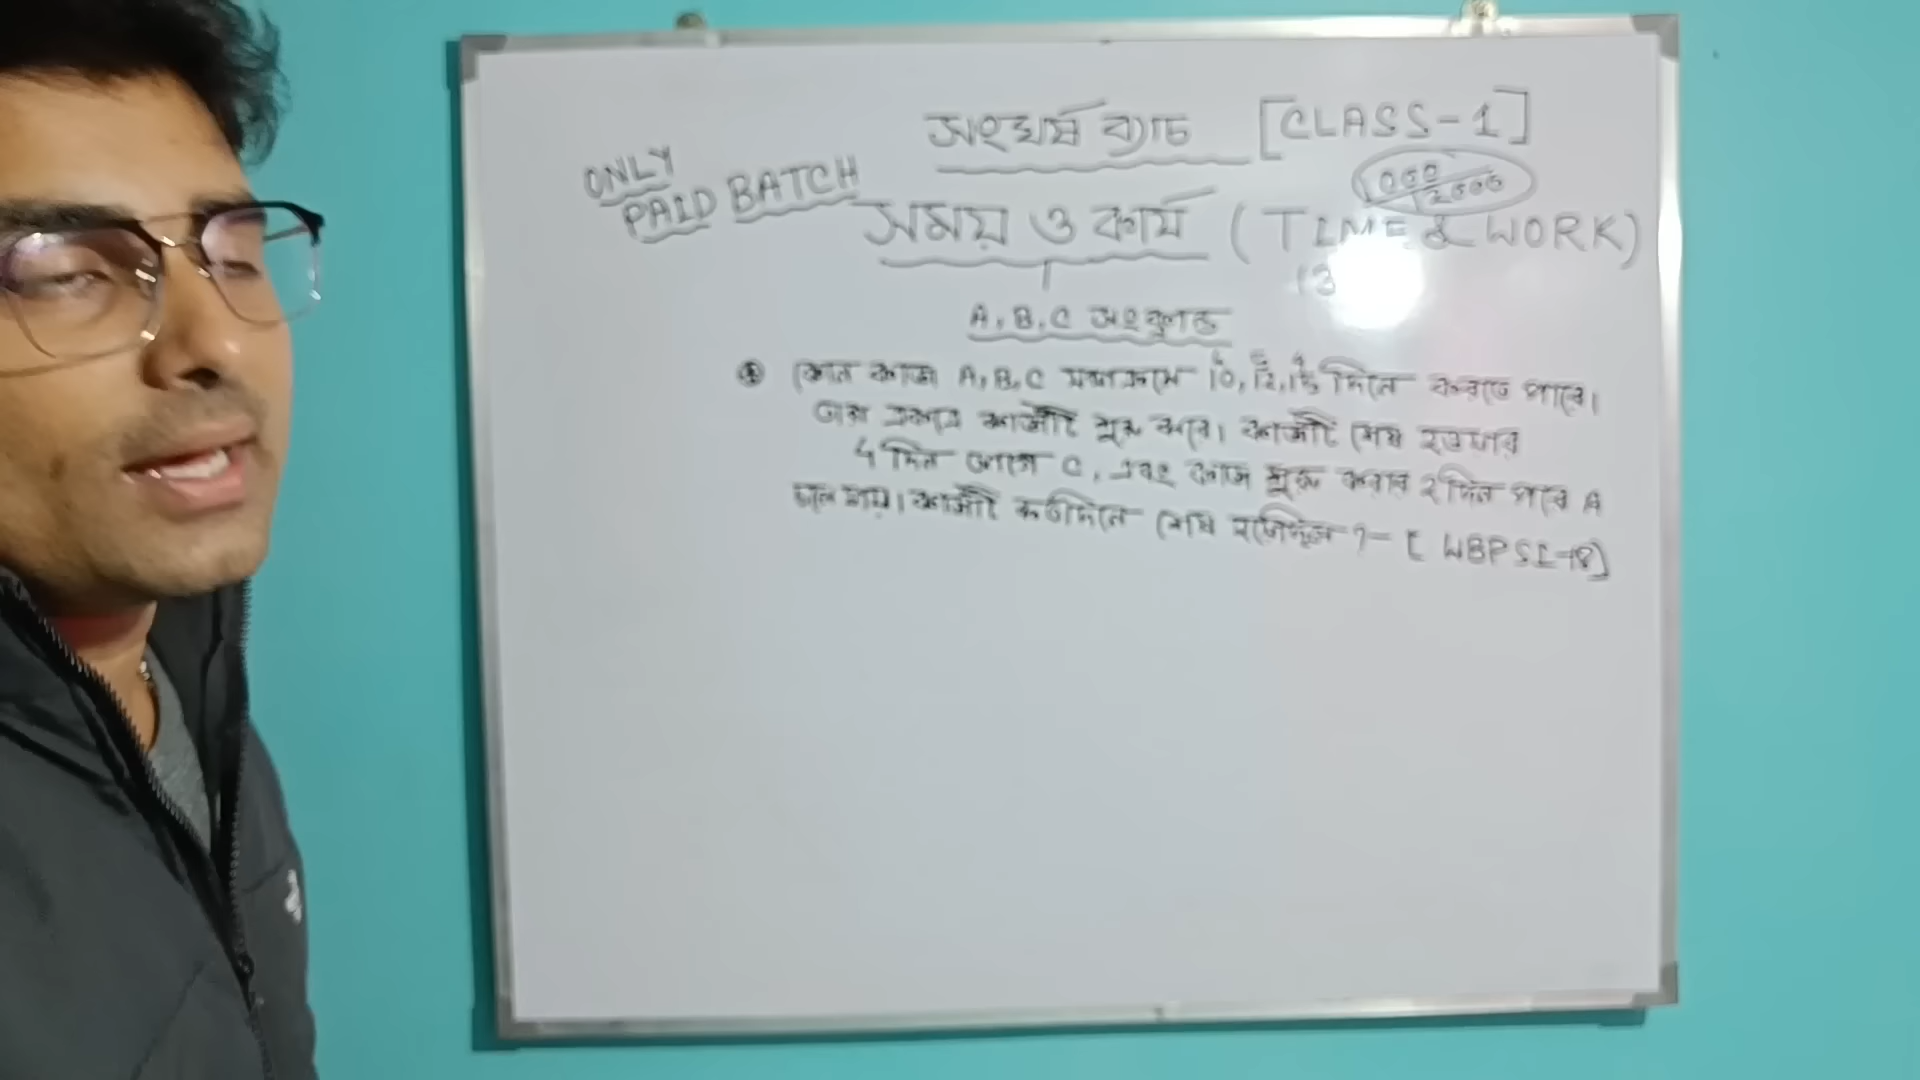 সংঘর্ষ ব্যাচ [CLASS-1]
ONLY
PAID BATCH
সময় ও কার্য (TIME & WORK)
A, B, C সংক্রান্ত
কোন কাজ A, B, C যথাক্রমে 10, 12, 15 দিনে করতে পারে।
তারা একত্রে কাজটি শুরু করে। কাজটি শেষ হওয়ার
4 দিন আগে C, এবং কাজ শুরু করার 2 দিন পরে A
চলে যায়। কাজটি কতদিনে শেষ হয়েছিল ?- [WBPSI-18]